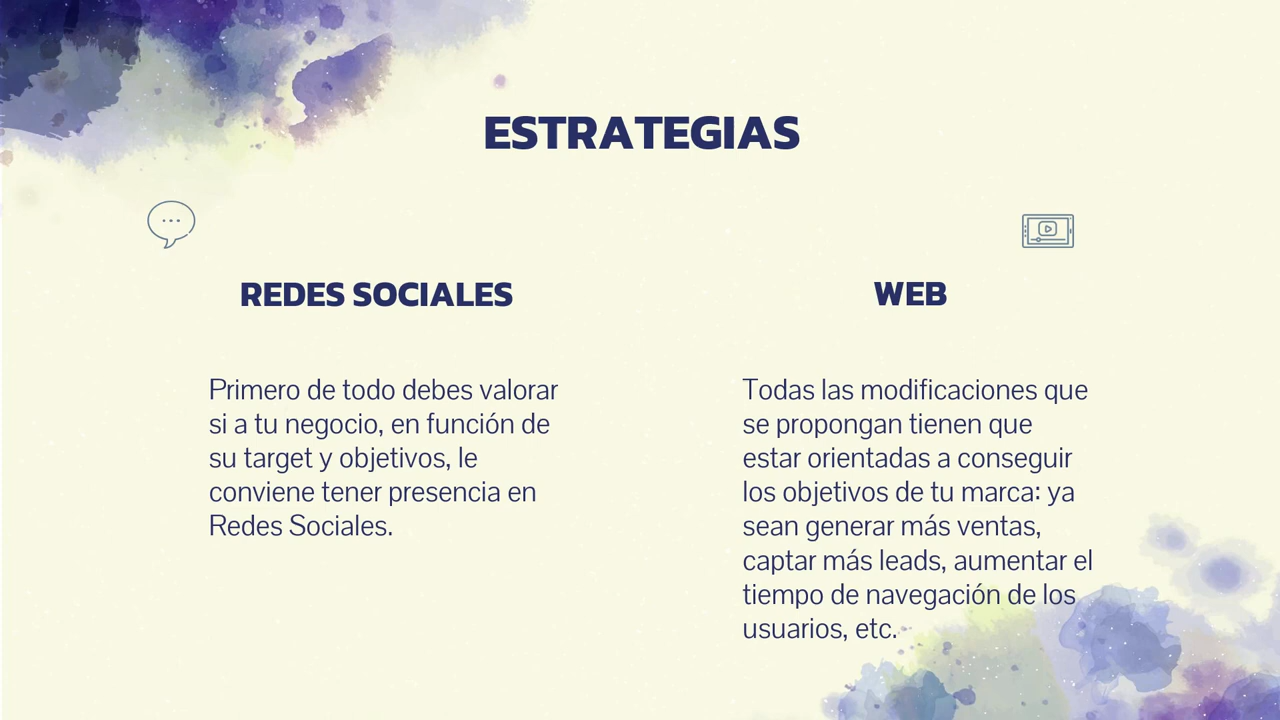 ESTRATEGIAS
REDES SOCIALES
Primero de todo debes valorar
si a tu negocio, en función de
su target y objetivos, le
conviene tener presencia en
Redes Sociales.
WEB
Todas las modificaciones que
se propongan tienen que
estar orientadas a conseguir
los objetivos de tu marca: ya
sean generar más ventas,
captar más leads, aumentar el
tiempo de navegación de los
usuarios, etc.